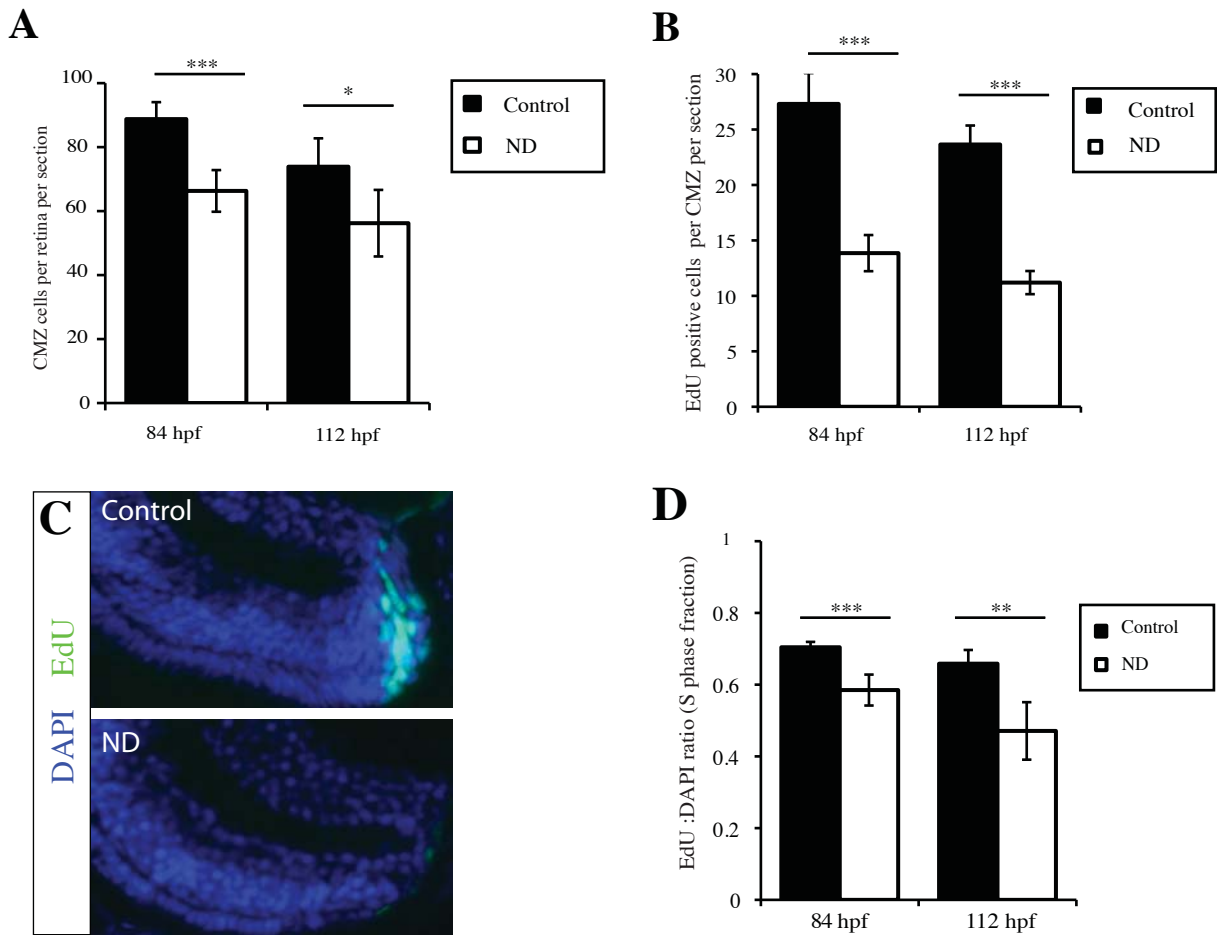 A
***
*
100
80
60
40
20
0
CMZ cells per retina per section
84 hpf
112 hpf
Control
ND
B
***
***
30
25
20
15
10
5
0
EdU positive cells per CMZ per section
84 hpf
112 hpf
Control
ND
C
DAPI EdU
Control
ND
D
***
**
1
0.8
0.6
0.4
0.2
0
EdU :DAPI ratio (S phase fraction)
84 hpf
112 hpf
Control
ND